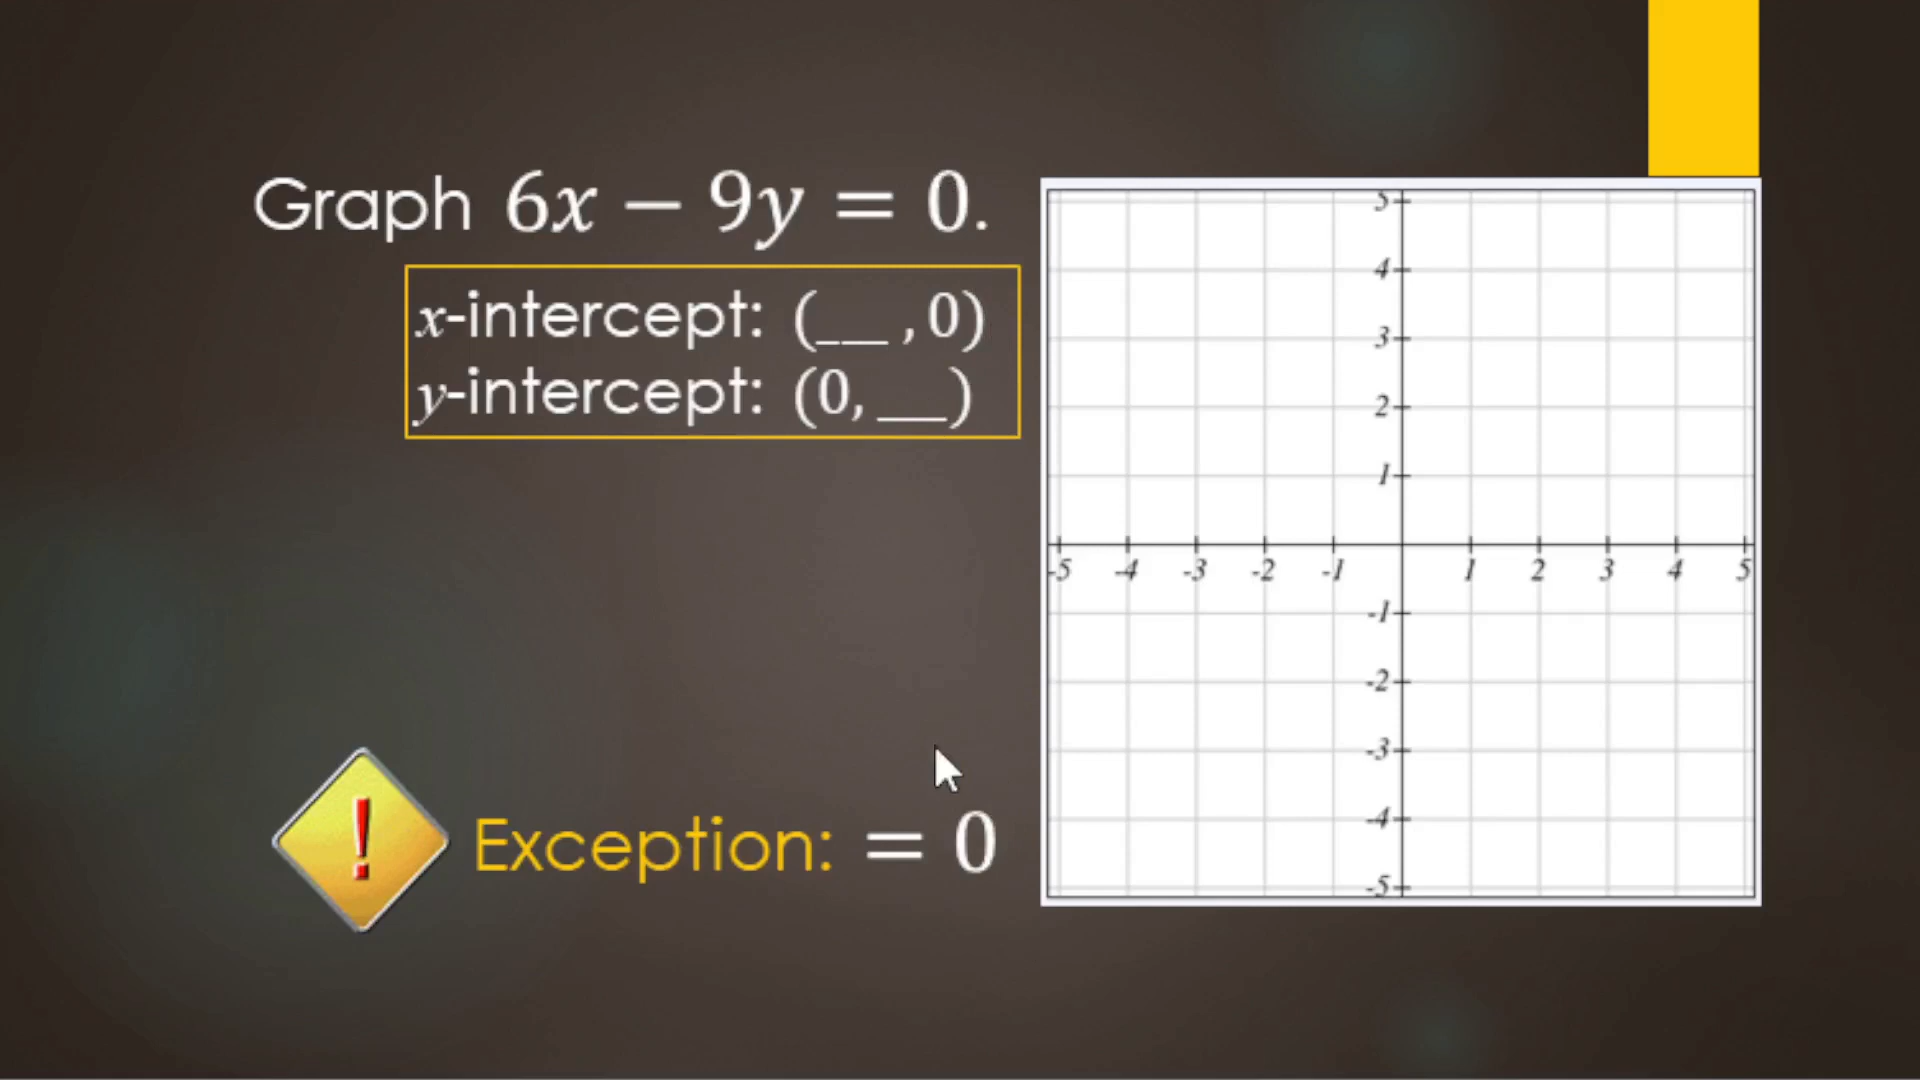 Graph 6x − 9y = 0.
x-intercept: (__ , 0)
y-intercept: (0, __)
5
4
3
2
1
-5 -4 -3 -2 -1 1 2 3 4 5
-1
-2
-3
-4
-5
!
Exception: = 0